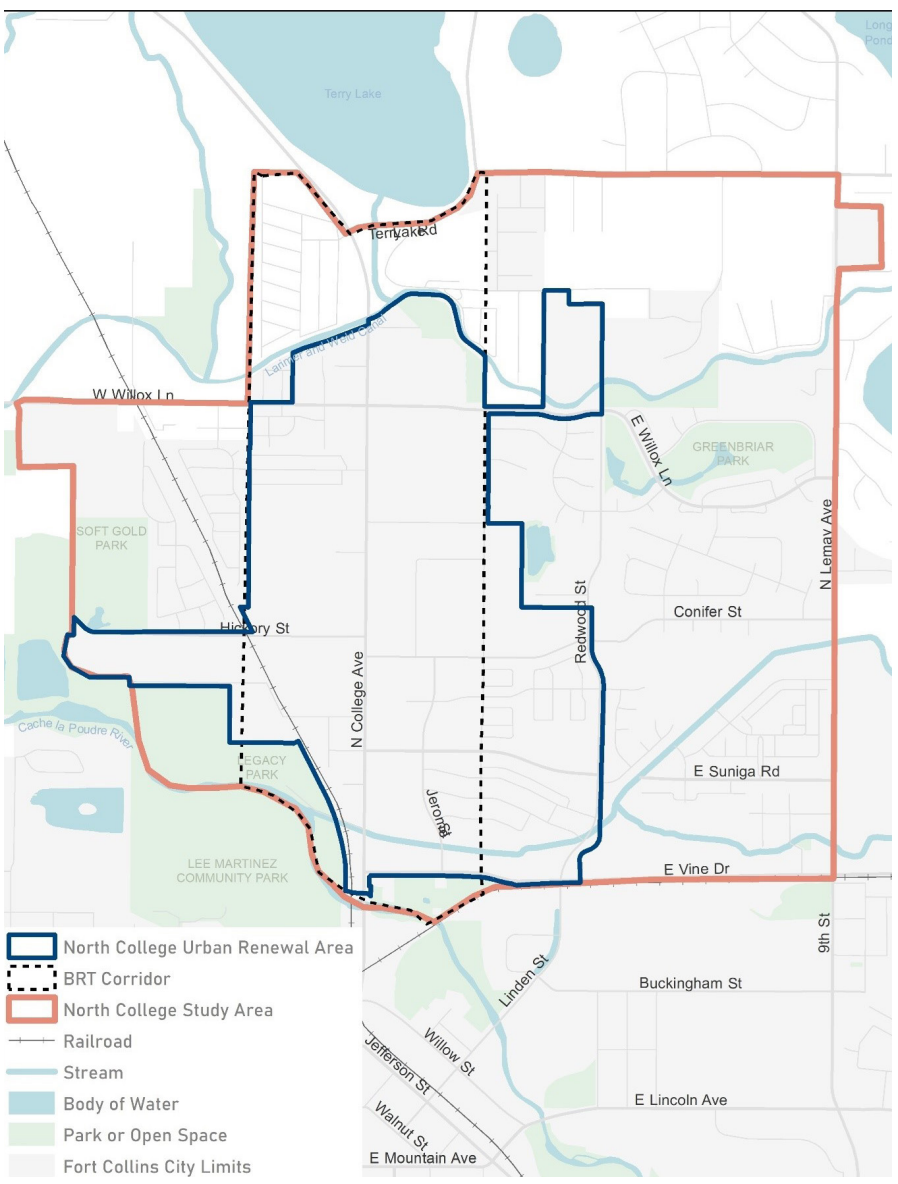 Long
Pond
Terry Lake
Terry Lake Rd
Larimer and Weld Canal
W Willox Ln
E Willox Ln
GREENBRIAR
PARK
N Lemay Ave
SOFT GOLD
PARK
Redwood St
Conifer St
Hickory St
N College Ave
Cache la Poudre River
LEGACY
PARK
E Suniga Rd
Jerome St
LEE MARTINEZ
COMMUNITY PARK
E Vine Dr
9th St
Linden St
Buckingham St
Willow St
Jefferson St
Walnut St
E Lincoln Ave
E Mountain Ave
North College Urban Renewal Area
BRT Corridor
North College Study Area
Railroad
Stream
Body of Water
Park or Open Space
Fort Collins City Limits